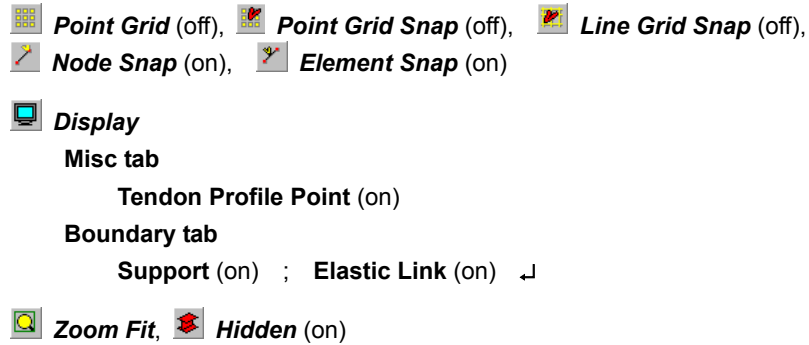 Point Grid (off), Point Grid Snap (off), Line Grid Snap (off),
Node Snap (on), Element Snap (on)
Display
Misc tab
Tendon Profile Point (on)
Boundary tab
Support (on) ; Elastic Link (on) ↵
Zoom Fit, Hidden (on)